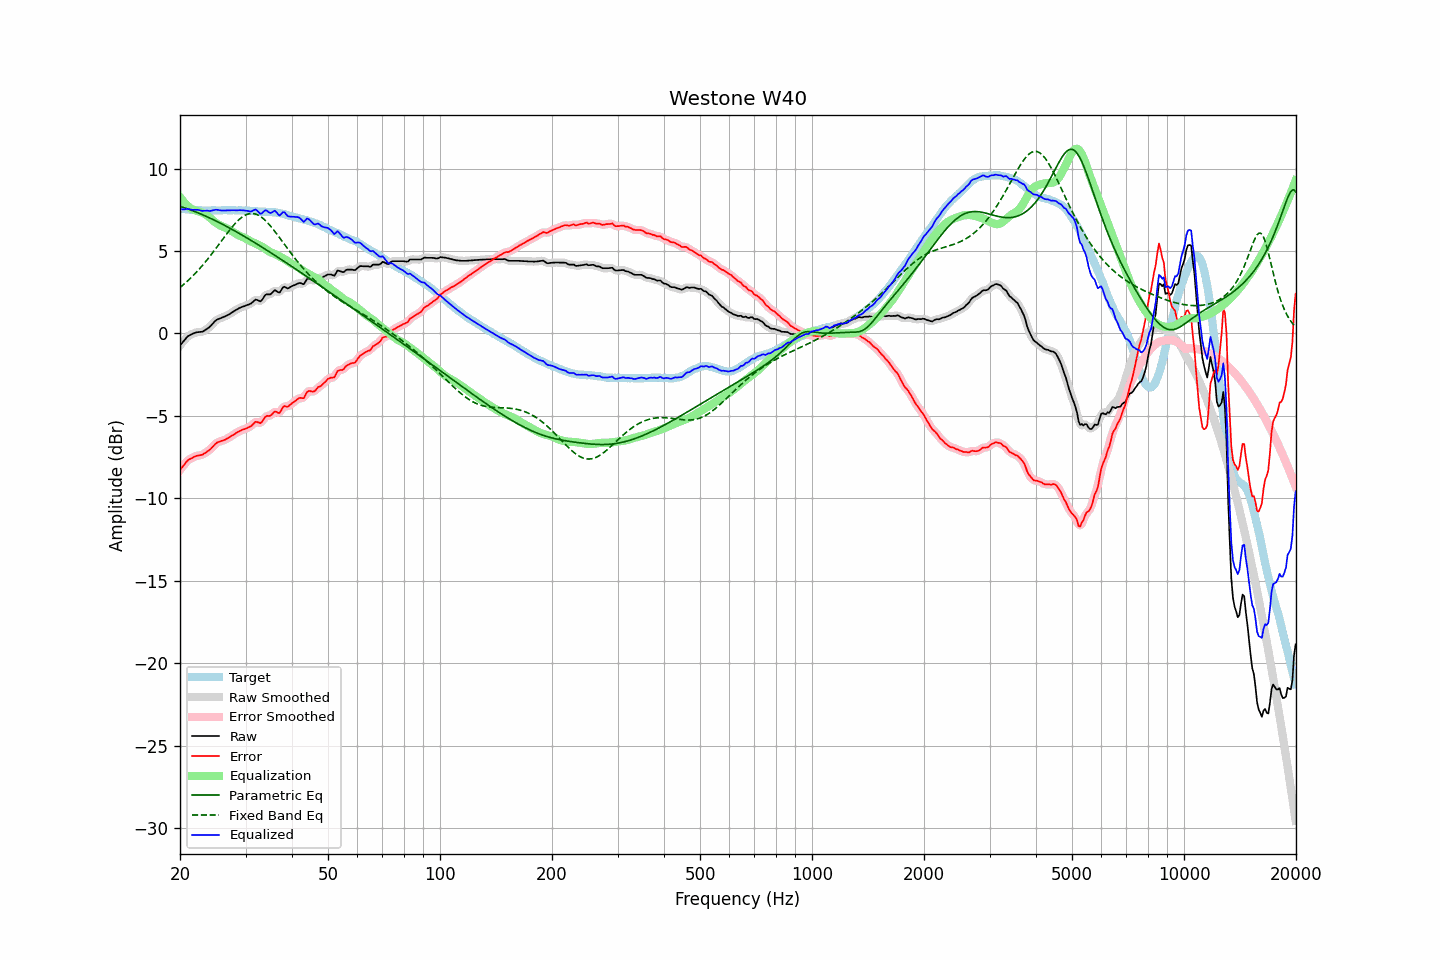 Westone W40
Amplitude (dBr)
10
5
0
−5
−10
−15
−20
−25
−30
Target
Raw Smoothed
Error Smoothed
Raw
Error
Equalization
Parametric Eq
Fixed Band Eq
Equalized
20 50 100 200 500 1000 2000 5000 10000 20000
Frequency (Hz)